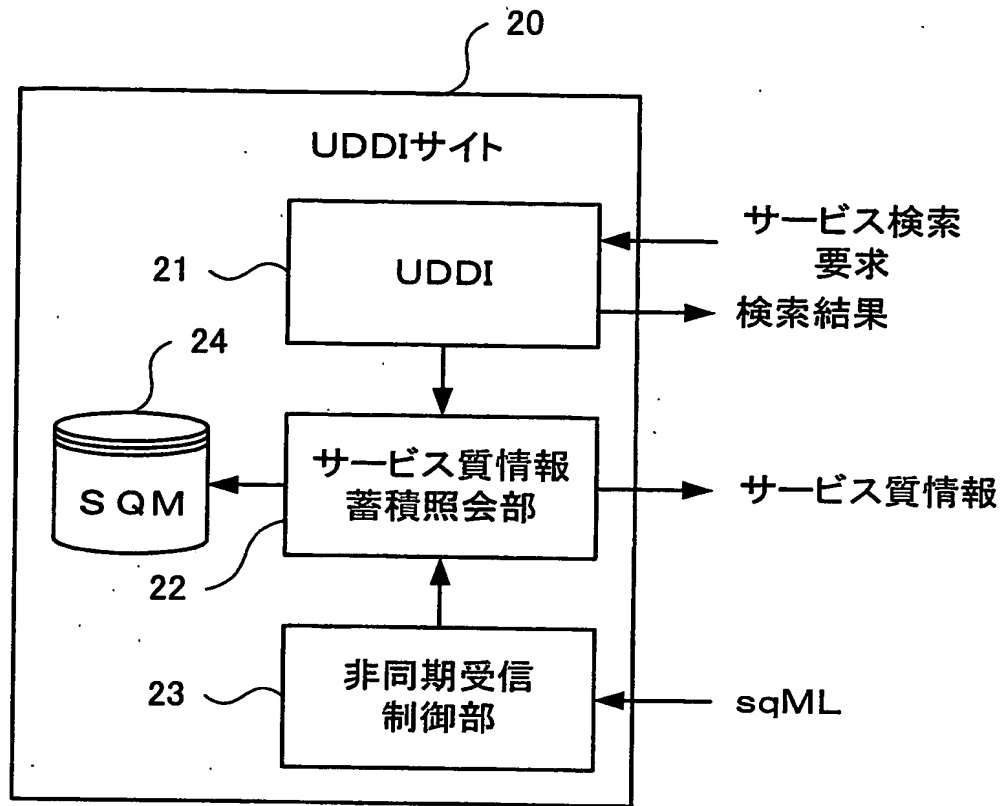 20
UDDIサイト
21
UDDI
サービス検索
要求
検索結果
24
SQM
サービス質情報
蓄積照会部
サービス質情報
22
23
非同期受信
制御部
sqML